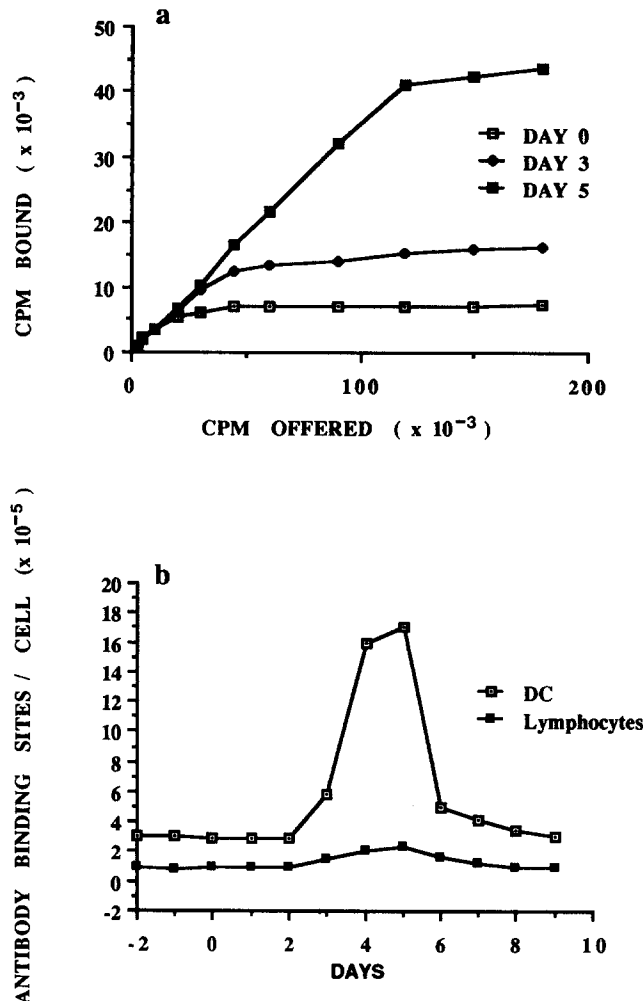 a
50
40
30
20
10
0
CPM BOUND ( x 10⁻³ )
DAY 0
DAY 3
DAY 5
0
100
200
CPM OFFERED ( x 10⁻³ )
b
20
18
16
14
12
10
8
6
4
2
0
-2
ANTIBODY BINDING SITES / CELL (x 10⁻⁵ )
DC
Lymphocytes
-2
0
2
4
6
8
10
DAYS